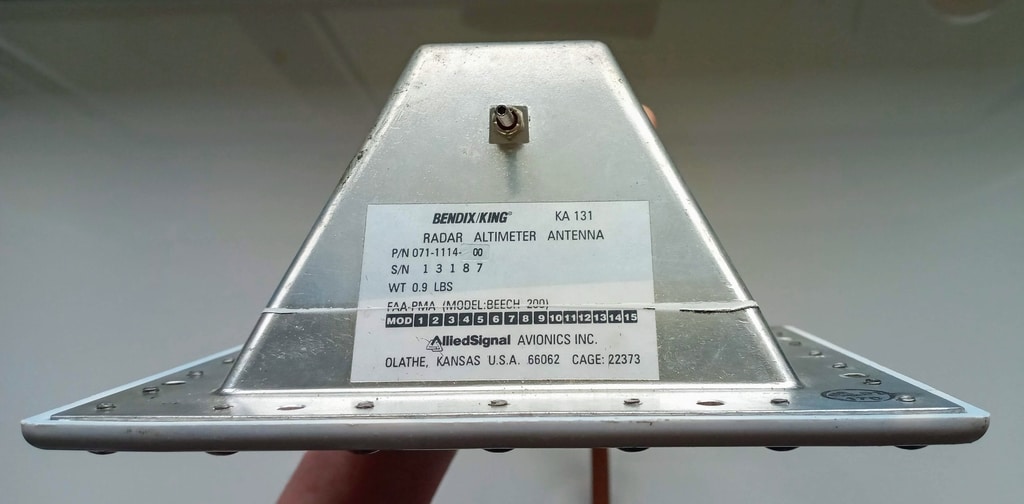 BENDIX/KING® KA 131
RADAR ALTIMETER ANTENNA
P/N 071-1114- 00
S/N 13187
WT 0.9 LBS
FAA-PMA (MODEL:BEECH 200)
MOD 1 2 3 4 5 6 7 8 9 10 11 12 13 14 15
AlliedSignal AVIONICS INC.
OLATHE, KANSAS U.S.A. 66062 CAGE: 22373